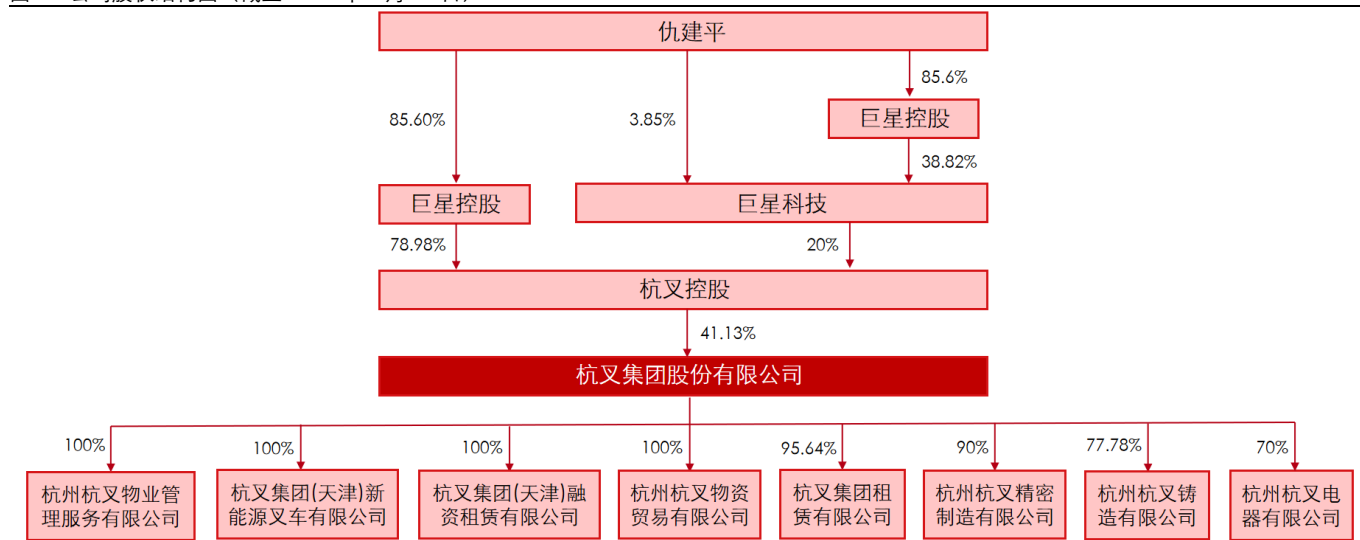 仇建平
85.6%
85.60%
3.85%
巨星控股
38.82%
巨星控股
巨星科技
78.98%
20%
杭叉控股
41.13%
杭叉集团股份有限公司
100%
100%
100%
100%
95.64%
90%
77.78%
70%
杭州杭叉物业管
理服务有限公司
杭叉集团(天津)新
能源叉车有限公司
杭叉集团(天津)融
资租赁有限公司
杭州杭叉物资
贸易有限公司
杭叉集团租
赁有限公司
杭州杭叉精密
制造有限公司
杭州杭叉铸
造有限公司
杭州杭叉电
器有限公司